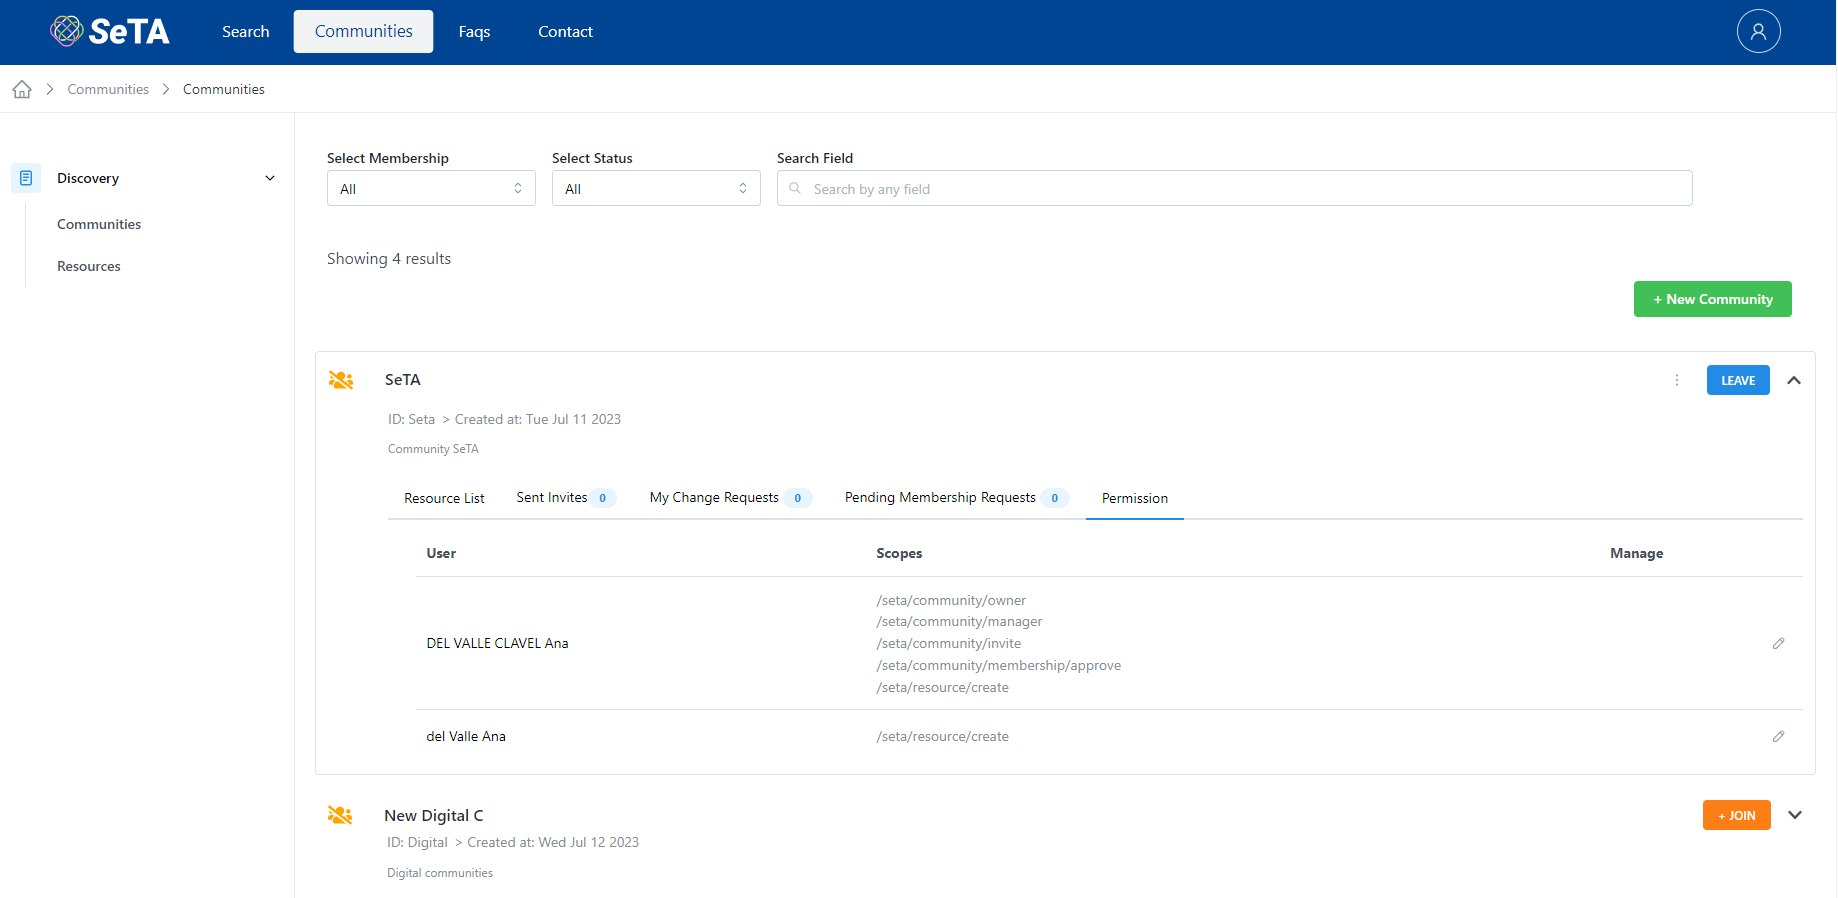 SeTA
Search
Communities
Faqs
Contact
Communities
Communities
Discovery
Communities
Resources
Select Membership
Select Status
Search Field
All
All
Search by any field
Showing 4 results
+ New Community
SeTA
LEAVE
ID: Seta > Created at: Tue Jul 11 2023
Community SeTA
Resource List
Sent Invites 0
My Change Requests 0
Pending Membership Requests 0
Permission
User
Scopes
Manage
DEL VALLE CLAVEL Ana
/seta/community/owner
/seta/community/manager
/seta/community/invite
/seta/community/membership/approve
/seta/resource/create
del Valle Ana
/seta/resource/create
New Digital C
+ JOIN
ID: Digital > Created at: Wed Jul 12 2023
Digital communities